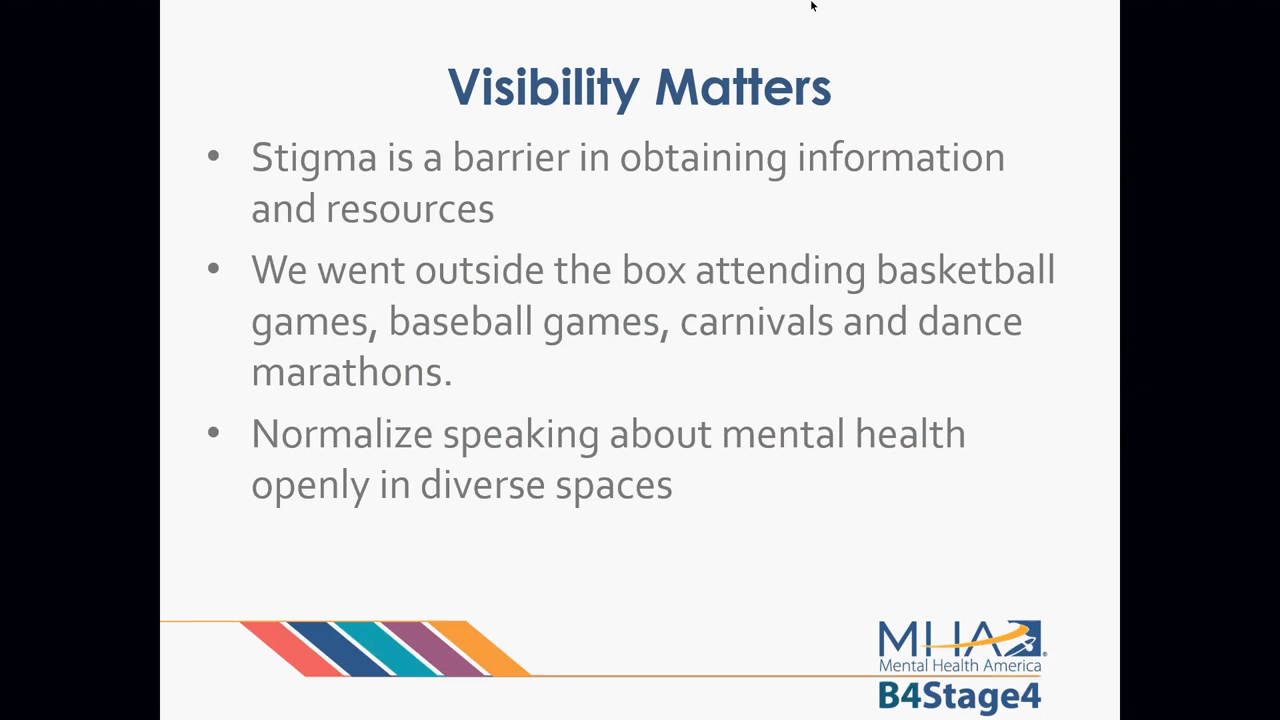 Visibility Matters
• Stigma is a barrier in obtaining information
and resources
• We went outside the box attending basketball
games, baseball games, carnivals and dance
marathons.
• Normalize speaking about mental health
openly in diverse spaces
MHA®
Mental Health America
B4Stage4